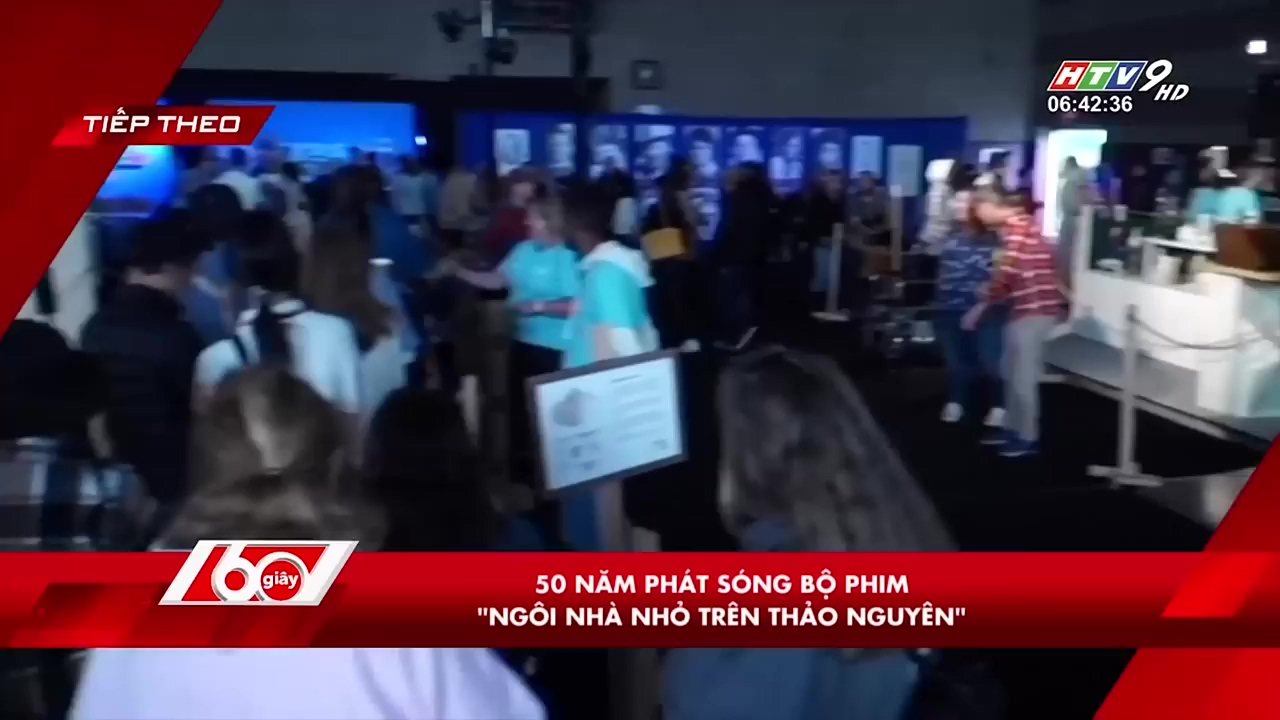 HTV9 HD
06:42:36
TIẾP THEO
60 giây
50 NĂM PHÁT SÓNG BỘ PHIM
"NGÔI NHÀ NHỎ TRÊN THẢO NGUYÊN"